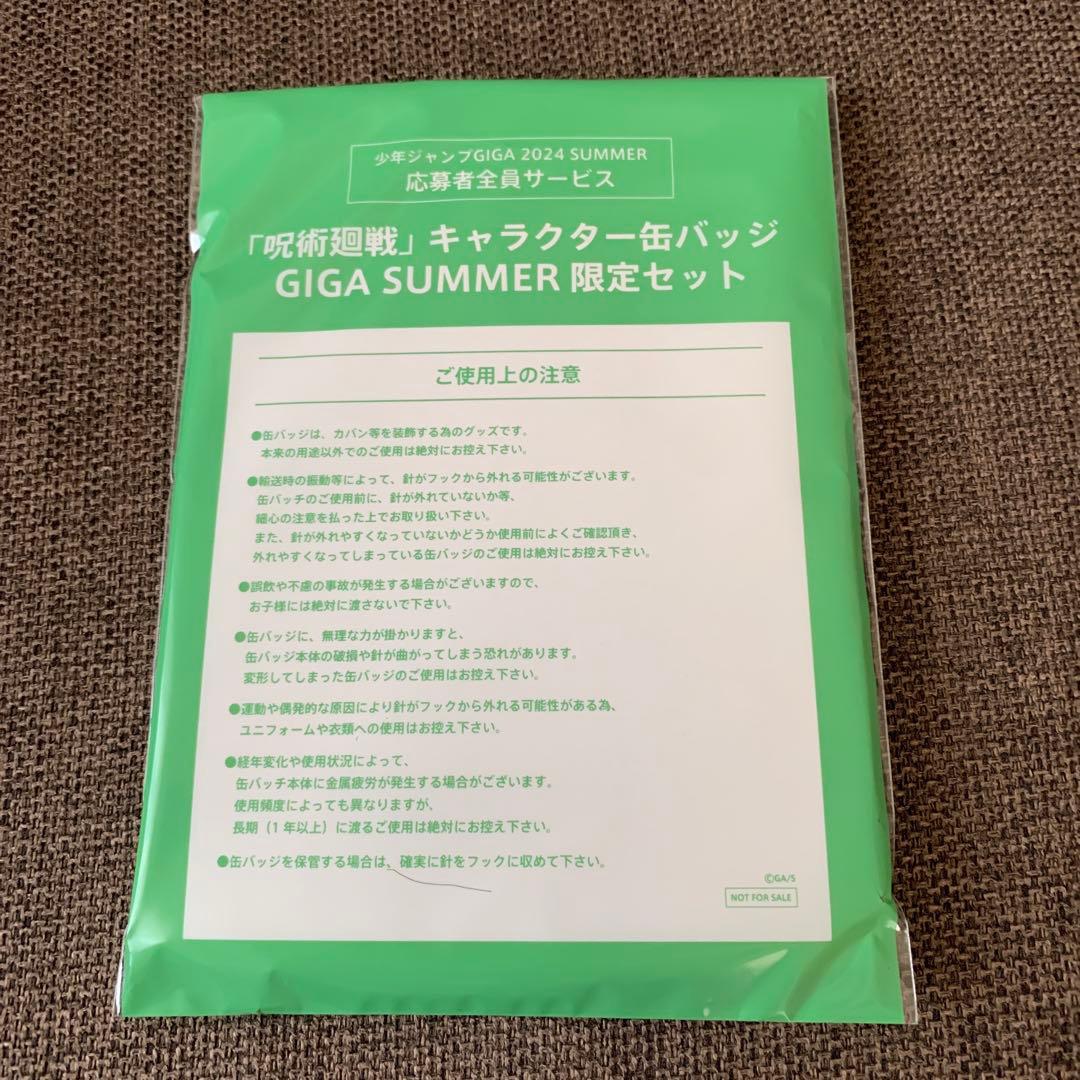 少年ジャンプGIGA 2024 SUMMER
応募者全員サービス
「呪術廻戦」キャラクター缶バッジ
GIGA SUMMER 限定セット
ご使用上の注意
●缶バッジは、カバン等を装飾する為のグッズです。
本来の用途以外でのご使用は絶対にお控え下さい。
●輸送時の振動等によって、針がフックから外れる可能性がございます。
缶バッチのご使用前に、針が外れていないか等、
細心の注意を払った上でお取り扱い下さい。
また、針が外れやすくなっていないかどうか使用前によくご確認頂き、
外れやすくなってしまっている缶バッジのご使用は絶対にお控え下さい。
●誤飲や不慮の事故が発生する場合がございますので、
お子様には絶対に渡さないで下さい。
●缶バッジに、無理な力が掛かりますと、
缶バッジ本体の破損や針が曲がってしまう恐れがあります。
変形してしまった缶バッジのご使用はお控え下さい。
●運動や偶発的な原因により針がフックから外れる可能性がある為、
ユニフォームや衣類への使用はお控え下さい。
●経年変化や使用状況によって、
缶バッチ本体に金属疲労が発生する場合がございます。
使用頻度によっても異なりますが、
長期（1年以上）に渡るご使用は絶対にお控え下さい。
●缶バッジを保管する場合は、確実に針をフックに収めて下さい。
©GA/S
NOT FOR SALE